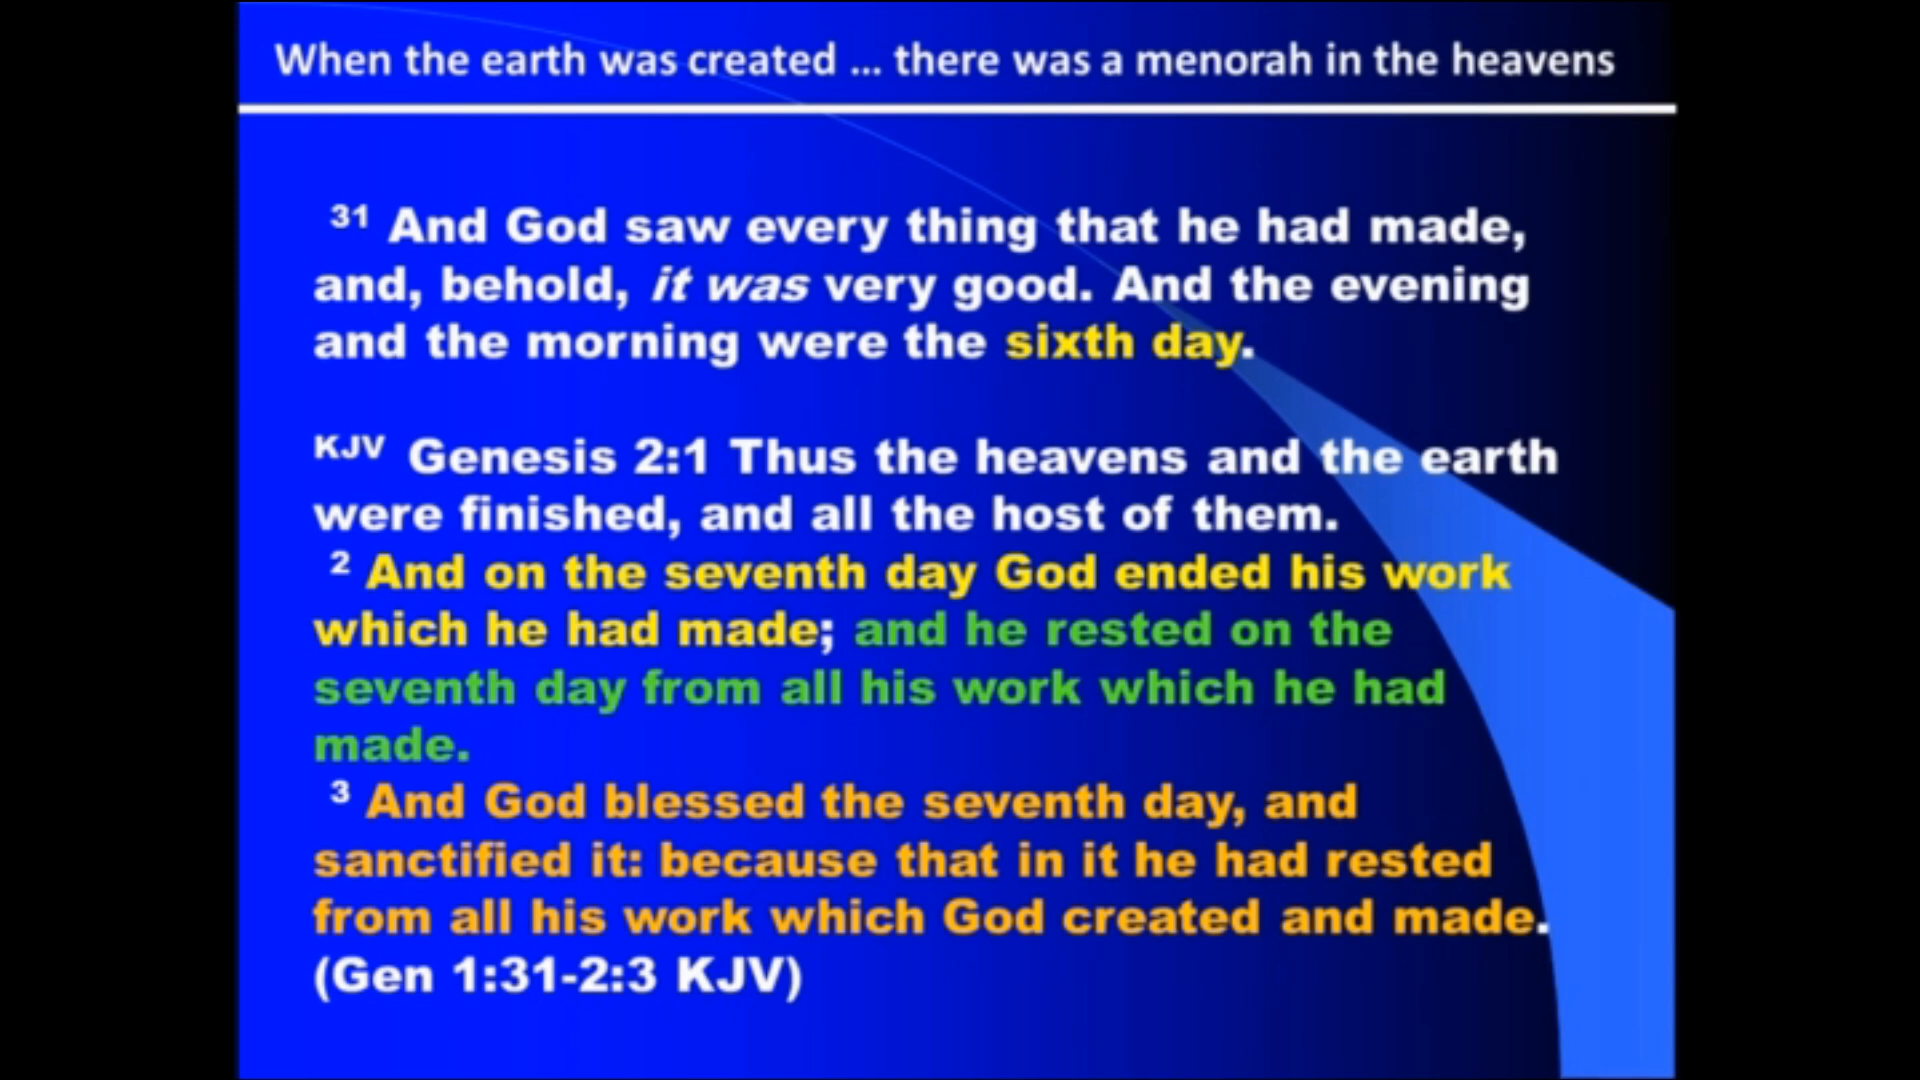 When the earth was created ... there was a menorah in the heavens
31 And God saw every thing that he had made,
and, behold, it was very good. And the evening
and the morning were the sixth day.
KJV Genesis 2:1 Thus the heavens and the earth
were finished, and all the host of them.
2 And on the seventh day God ended his work
which he had made; and he rested on the
seventh day from all his work which he had
made.
3 And God blessed the seventh day, and
sanctified it: because that in it he had rested
from all his work which God created and made.
(Gen 1:31-2:3 KJV)